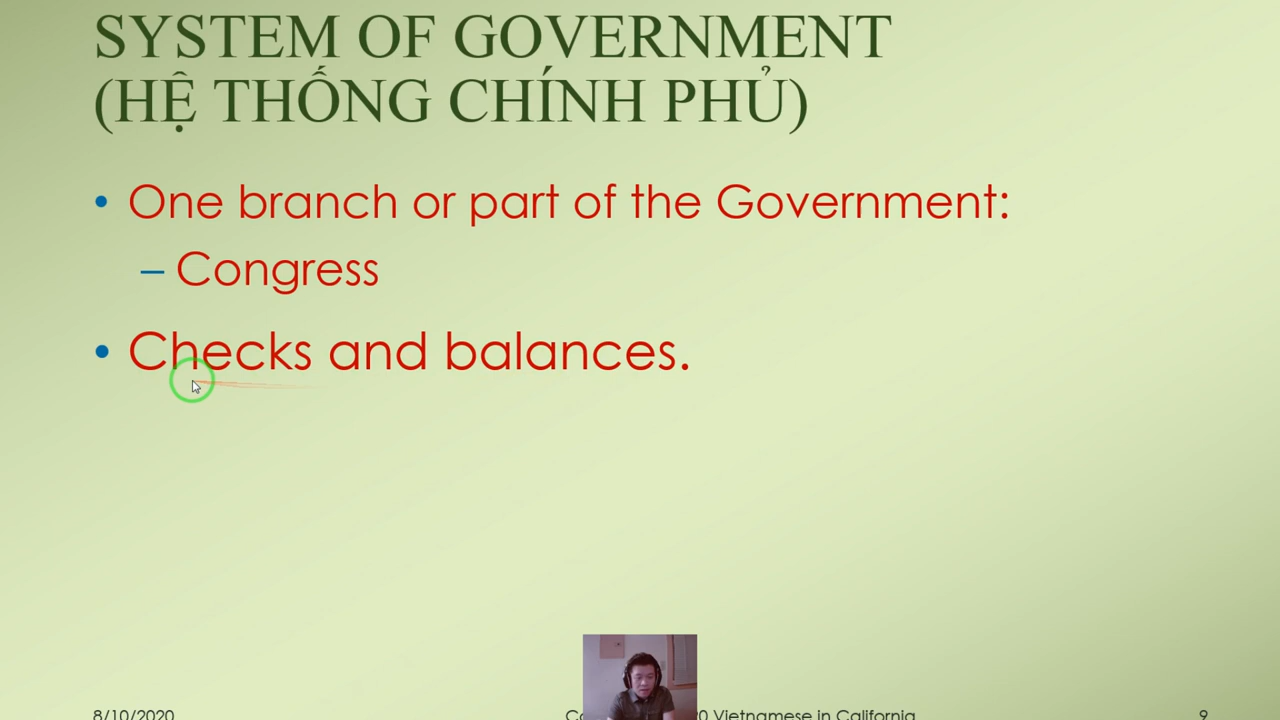 SYSTEM OF GOVERNMENT
(HỆ THỐNG CHÍNH PHỦ)
• One branch or part of the Government:
– Congress
• Checks and balances.
8/10/2020 Vietnamese in California 9